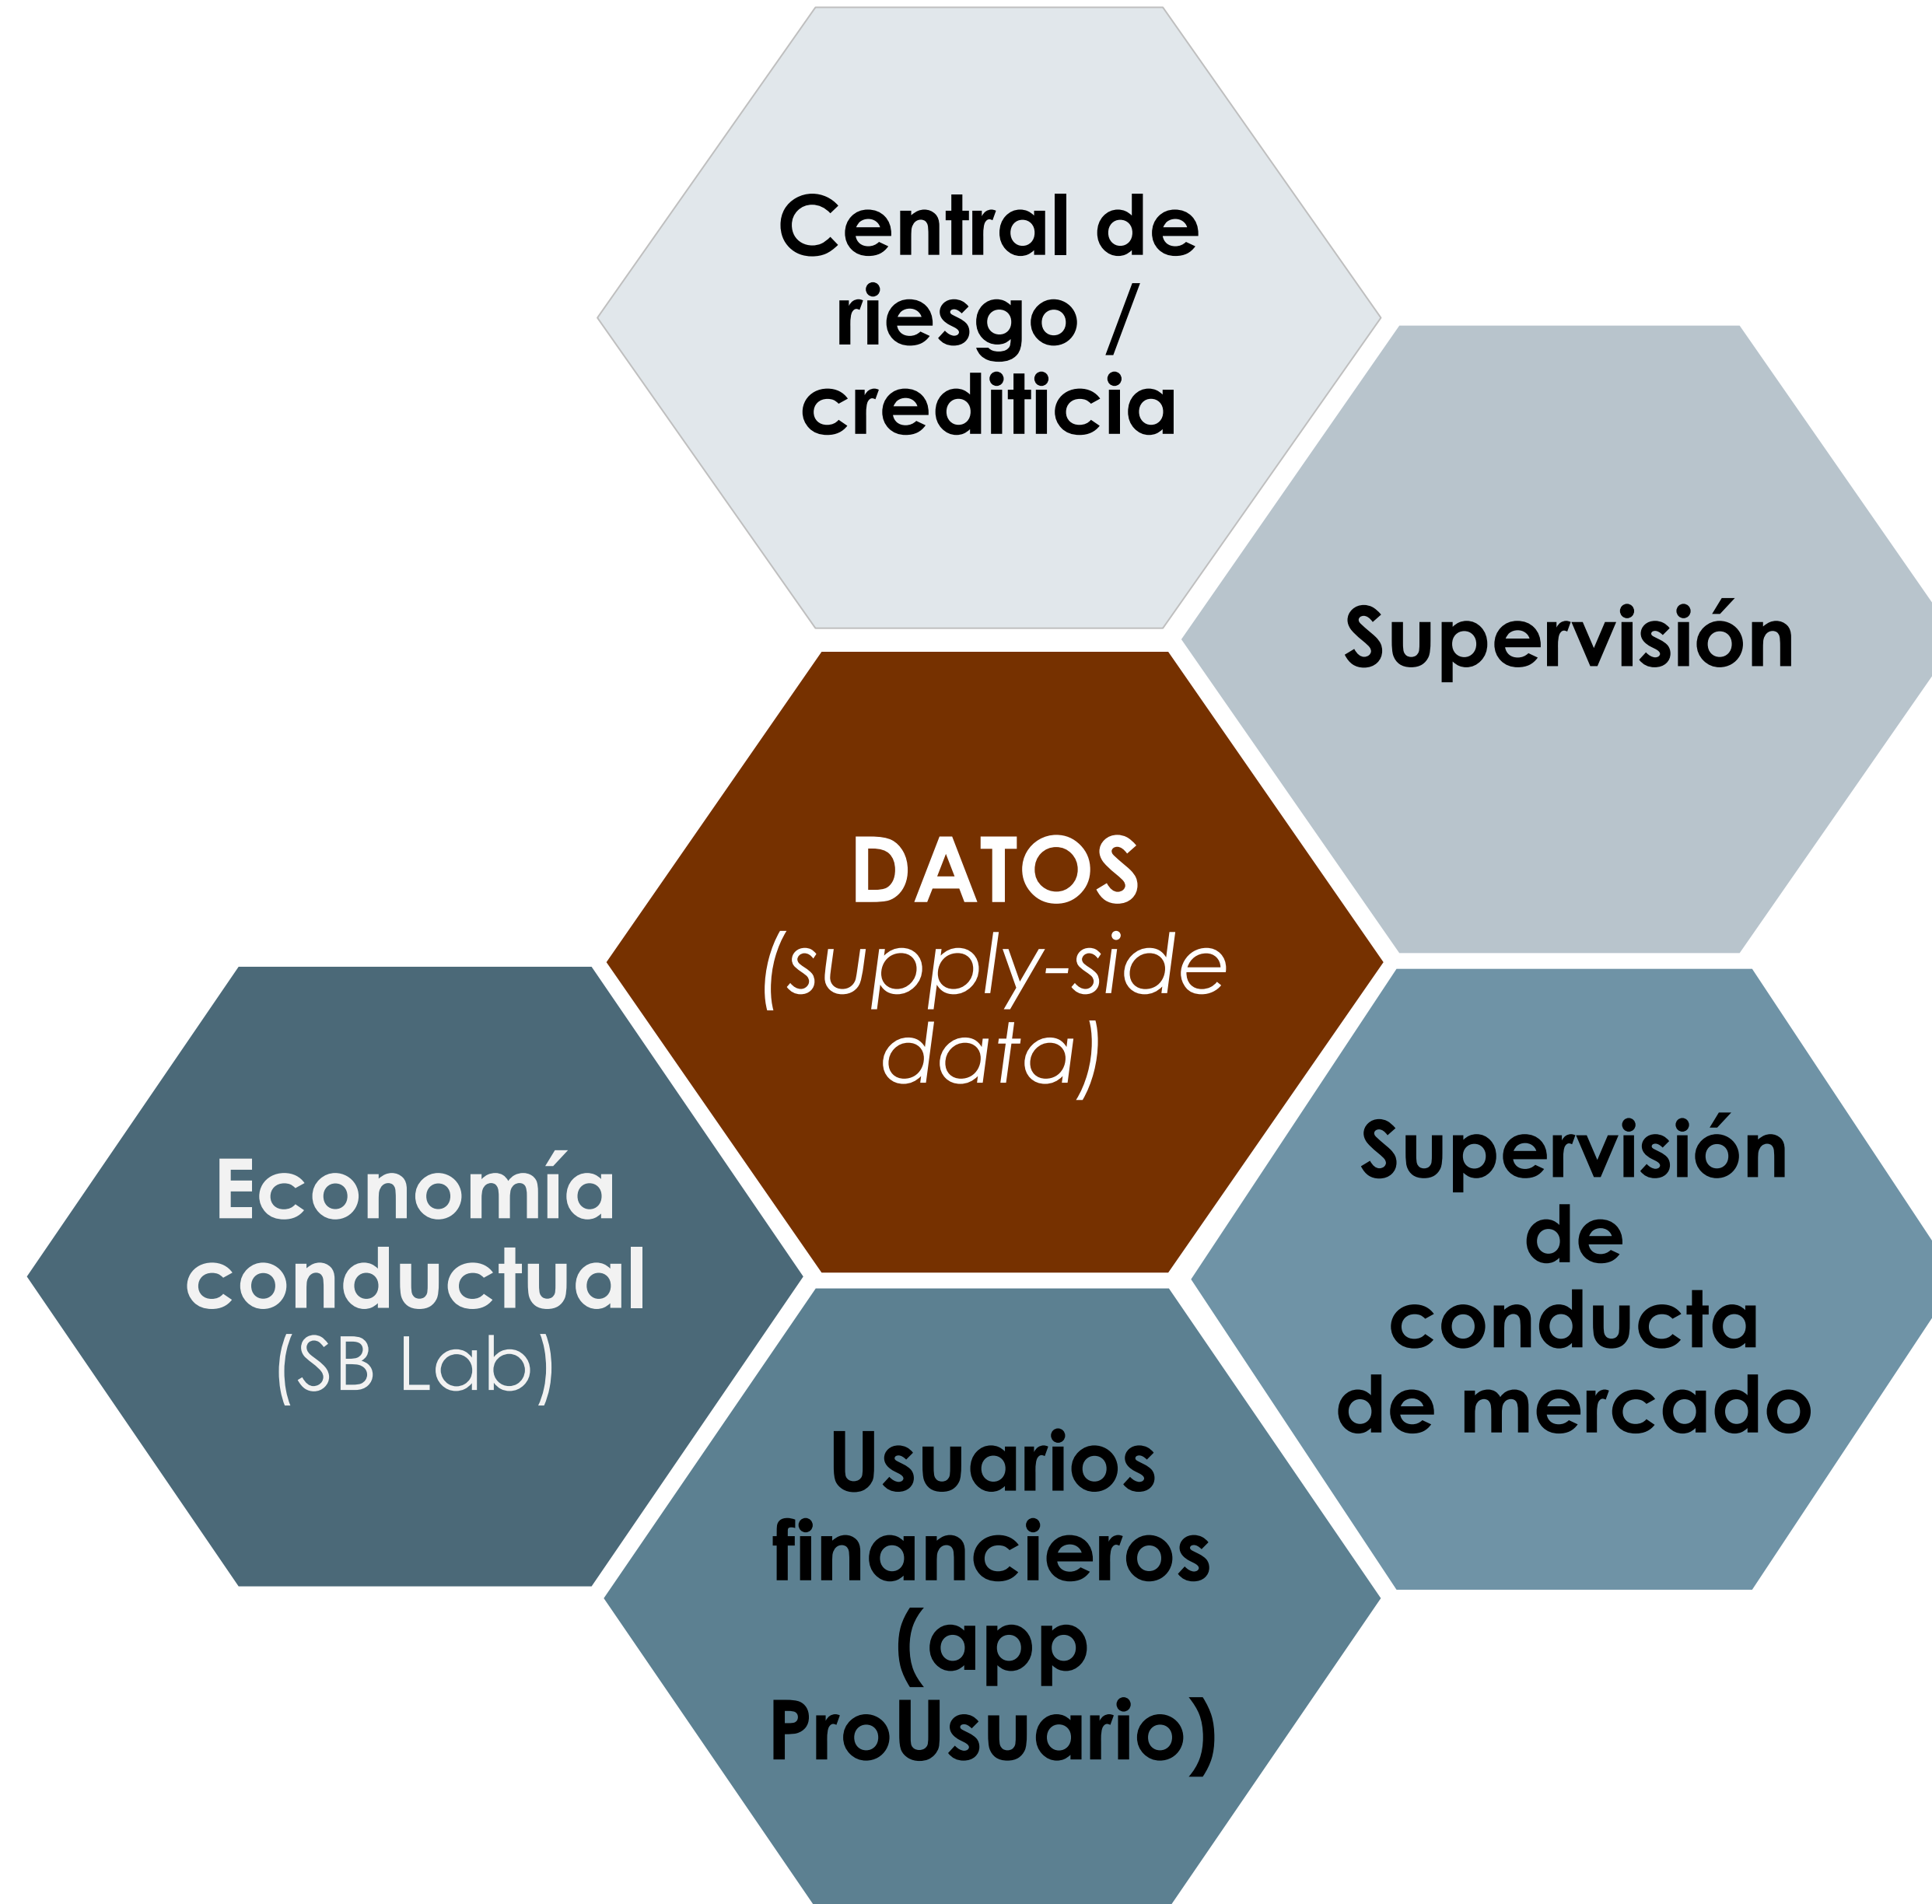 Central de
riesgo /
crediticia
Supervisión
DATOS
(supply-side
data)
Supervisión
de
conducta
de mercado
Economía
conductual
(SB Lab)
Usuarios
financieros
(app
ProUsuario)